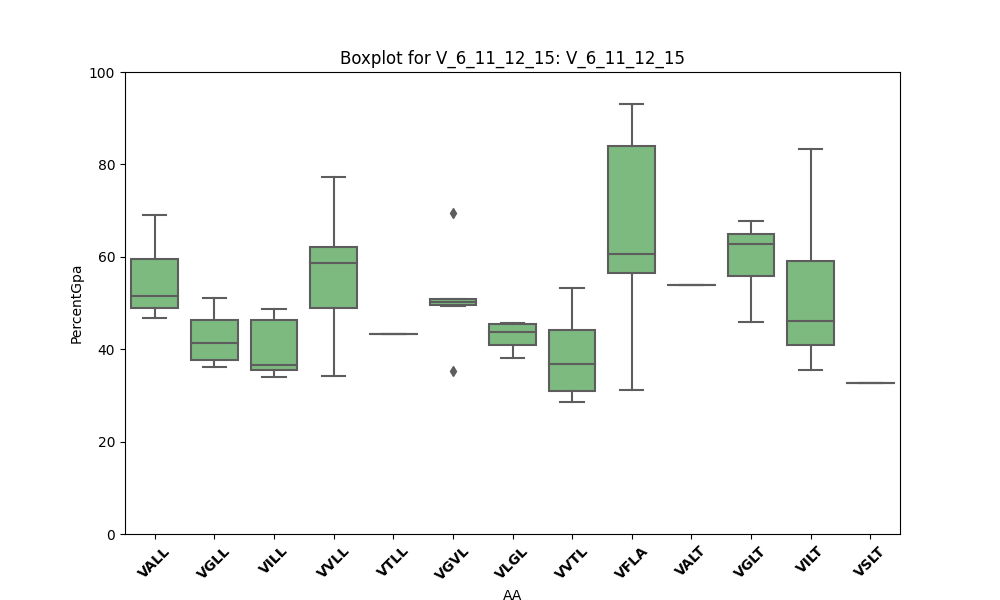 Boxplot for V_6_11_12_15: V_6_11_12_15
100
80
60
40
20
0
PercentGpa
VALL VGLL VILL VVLL VTLL VGVL VLGL VVTL VFLA VALT VGLT VILT VSLT
AA